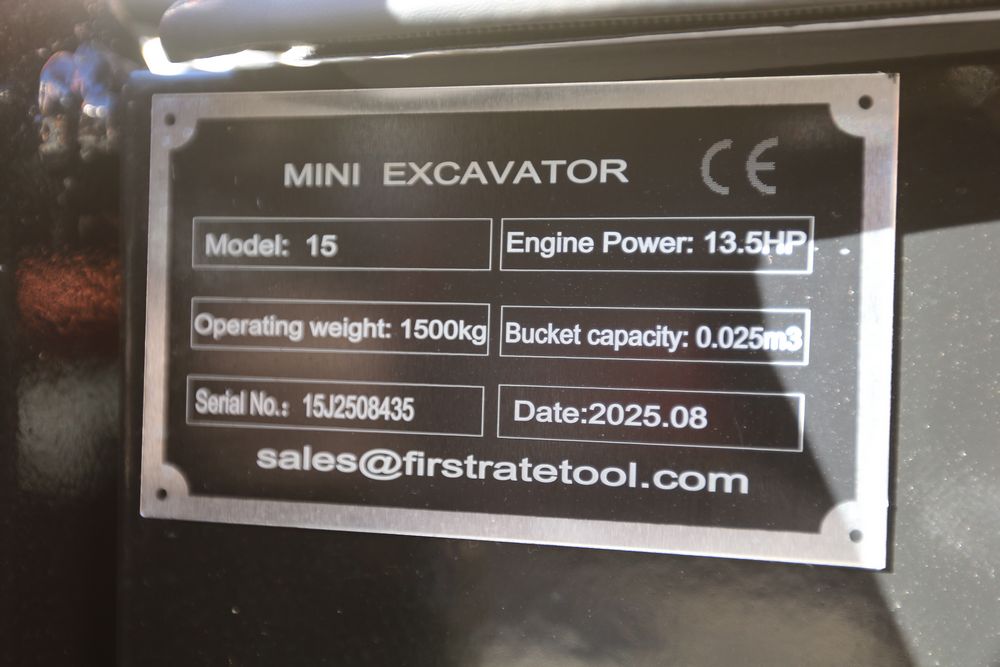 MINI EXCAVATOR CE
Model: 15
Engine Power: 13.5HP
Operating weight: 1500kg
Bucket capacity: 0.025m3
Serial No.: 15J2508435
Date:2025.08
sales@firstratetool.com